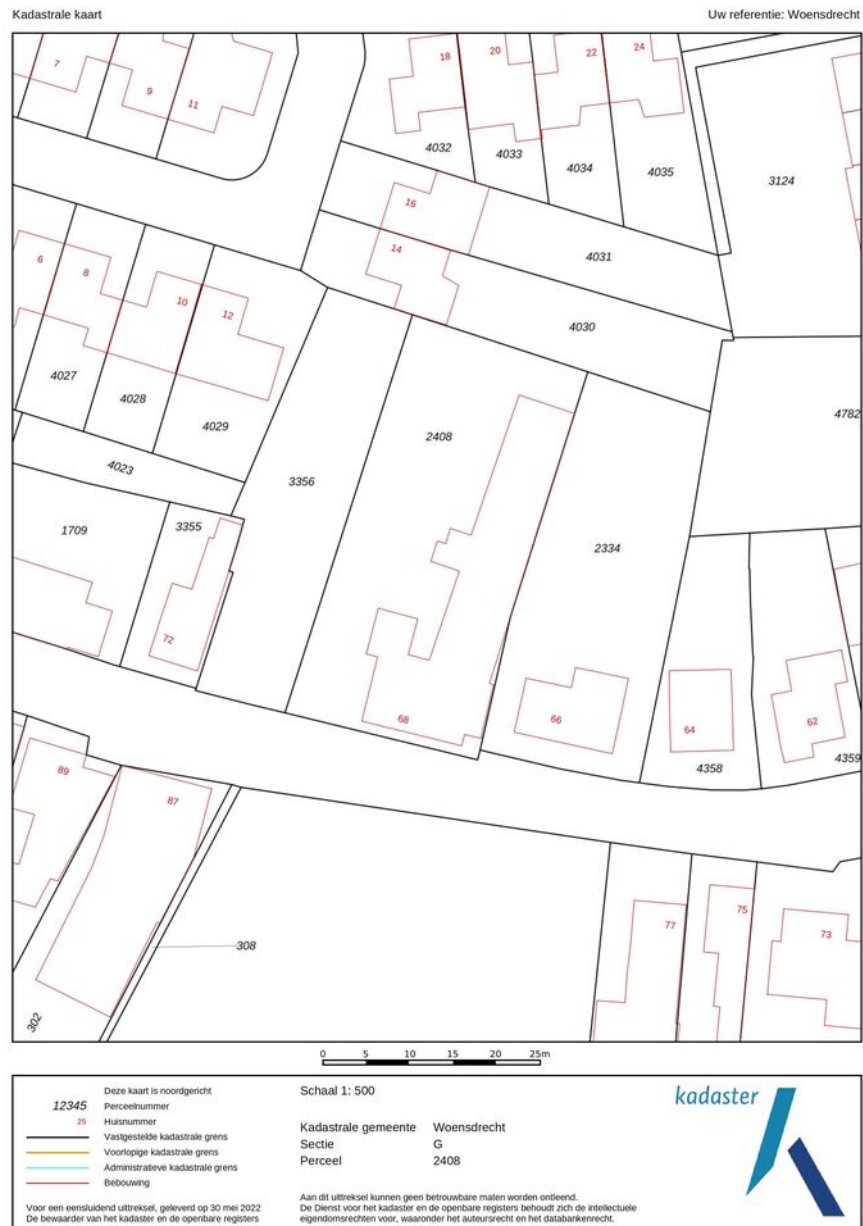 Kadastrale kaart
Uw referentie: Woensdrecht
7
9
11
18
20
22
24
4032
4033
4034
4035
3124
16
14
4031
4030
6
8
10
12
4027
4028
4029
4023
2408
4782
3356
1709
3355
2334
72
68
66
64
62
4358
4359
89
87
308
302
77
75
73
0 5 10 15 20 25m
12345
25
Deze kaart is noordgericht
Perceelnummer
Huisnummer
Vastgestelde kadastrale grens
Voorlopige kadastrale grens
Administratieve kadastrale grens
Bebouwing
Voor een eensluidend uittreksel, geleverd op 30 mei 2022
De bewaarder van het kadaster en de openbare registers
Schaal 1: 500
Kadastrale gemeente Woensdrecht
Sectie G
Perceel 2408
Aan dit uittreksel kunnen geen betrouwbare maten worden ontleend.
De Dienst voor het kadaster en de openbare registers behoudt zich de intellectuele
eigendomsrechten voor, waaronder het auteursrecht en het databankenrecht.
kadaster